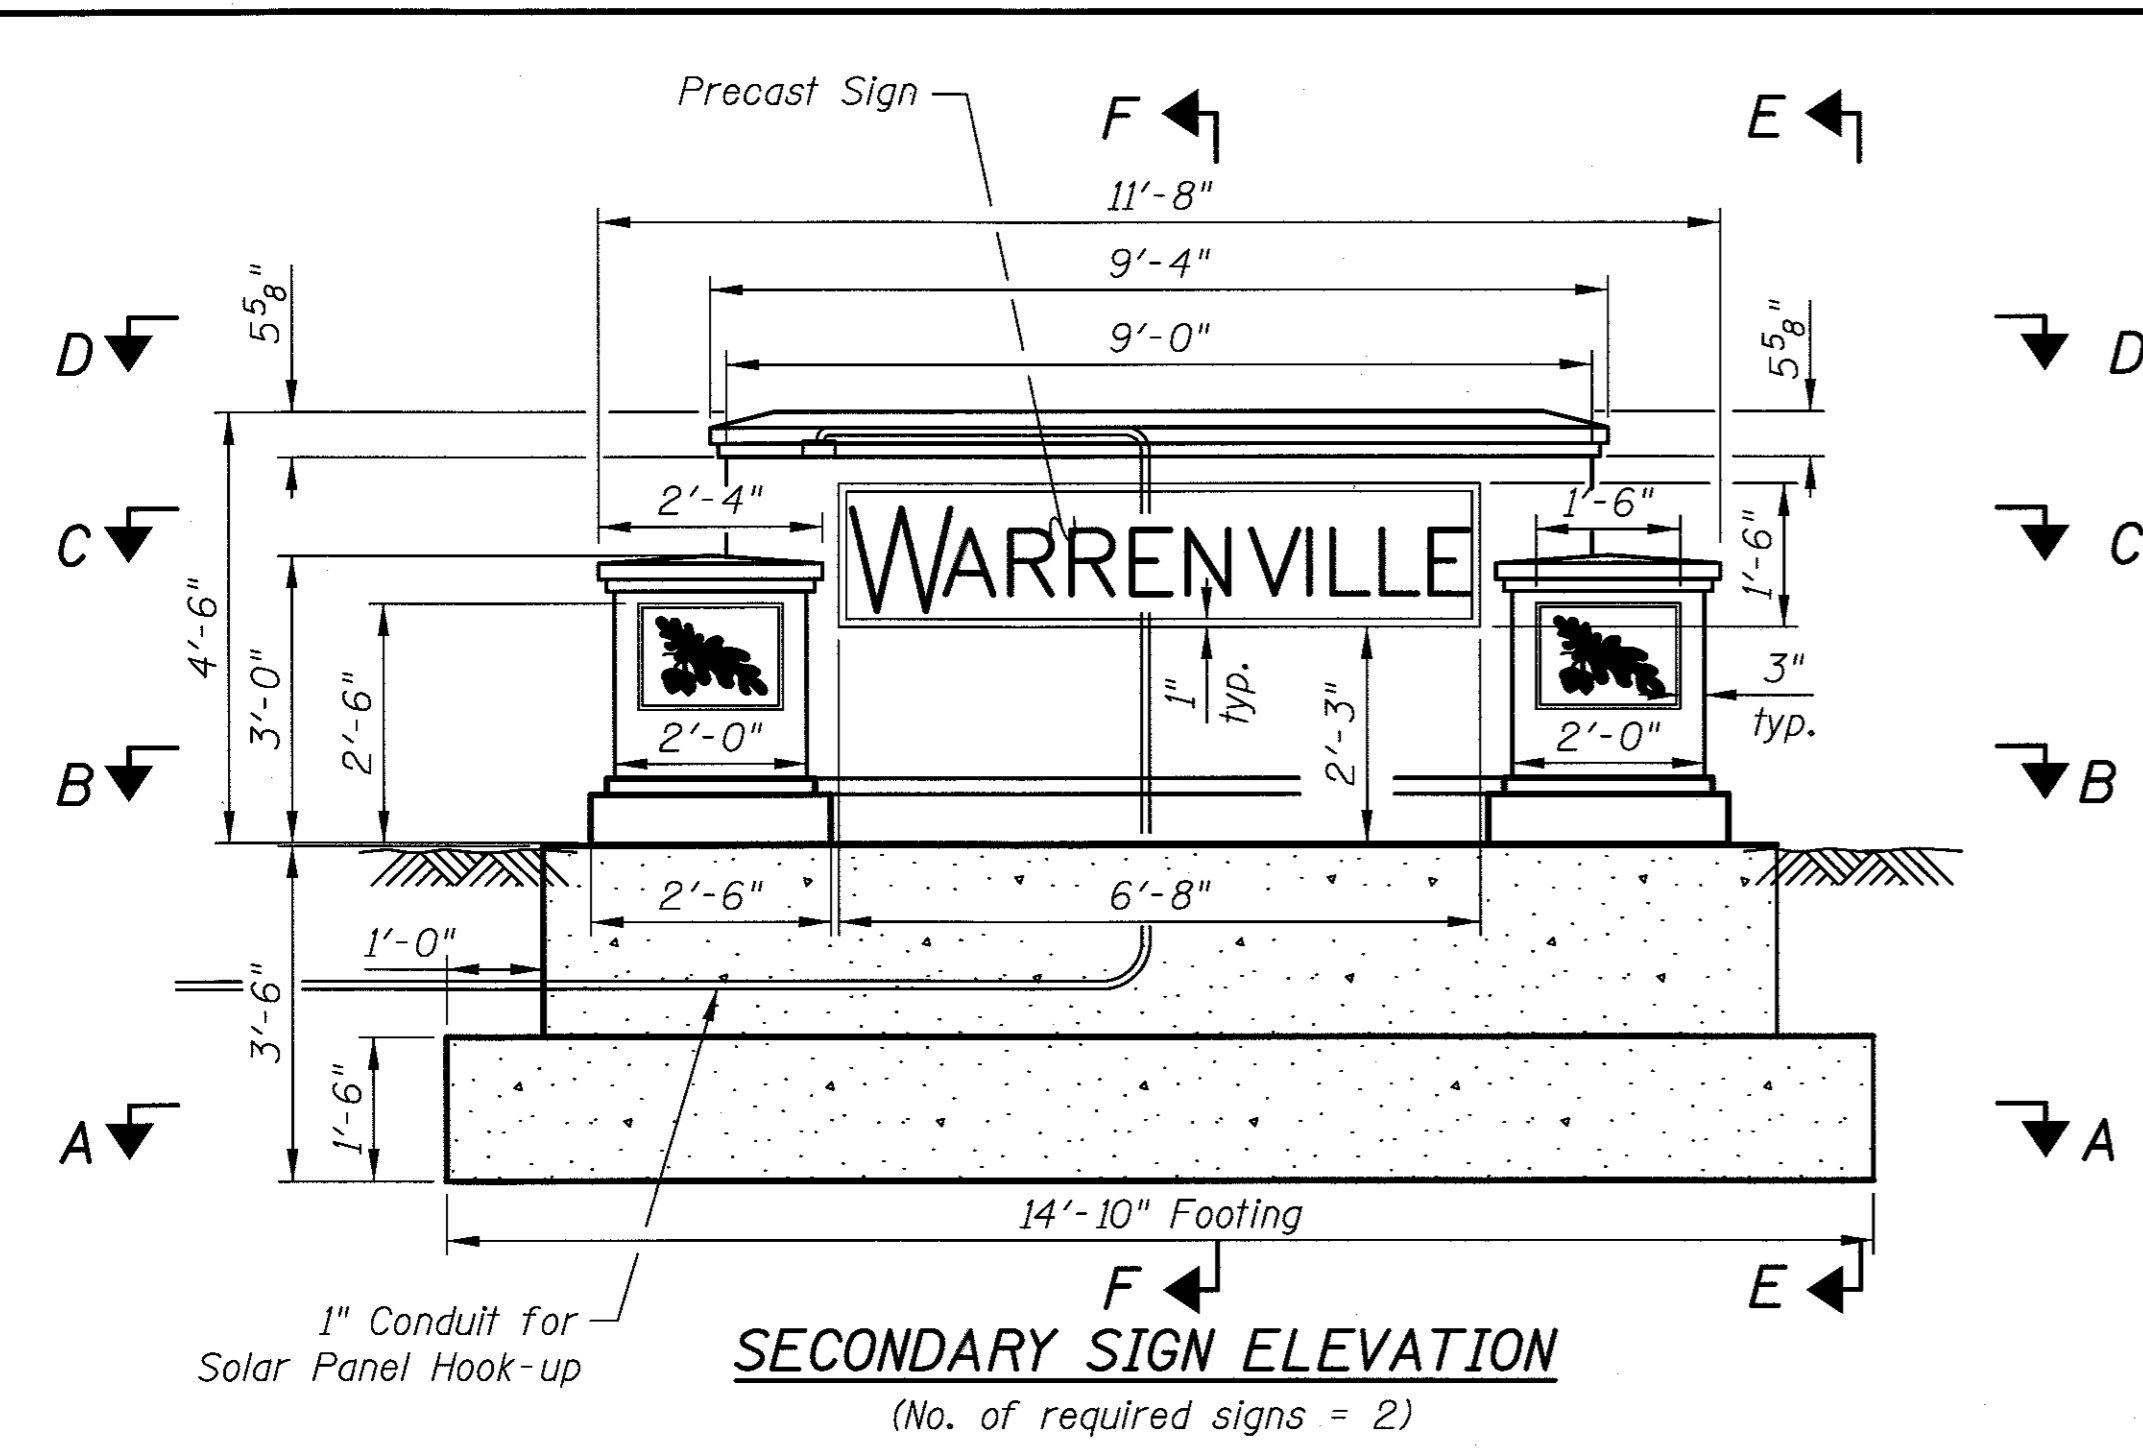 Precast Sign
F
E
11'-8"
9'-4"
9'-0"
5 5/8"
5 5/8"
D
D
2'-4"
1'-6"
WARRENVILLE
C
C
4'-6"
3'-0"
2'-6"
1'-6"
3"
typ.
1"
typ.
2'-3"
2'-0"
2'-0"
B
B
2'-6"
6'-8"
1'-0"
3'-6"
1'-6"
A
A
14'-10" Footing
F
E
1" Conduit for
Solar Panel Hook-up
SECONDARY SIGN ELEVATION
(No. of required signs = 2)